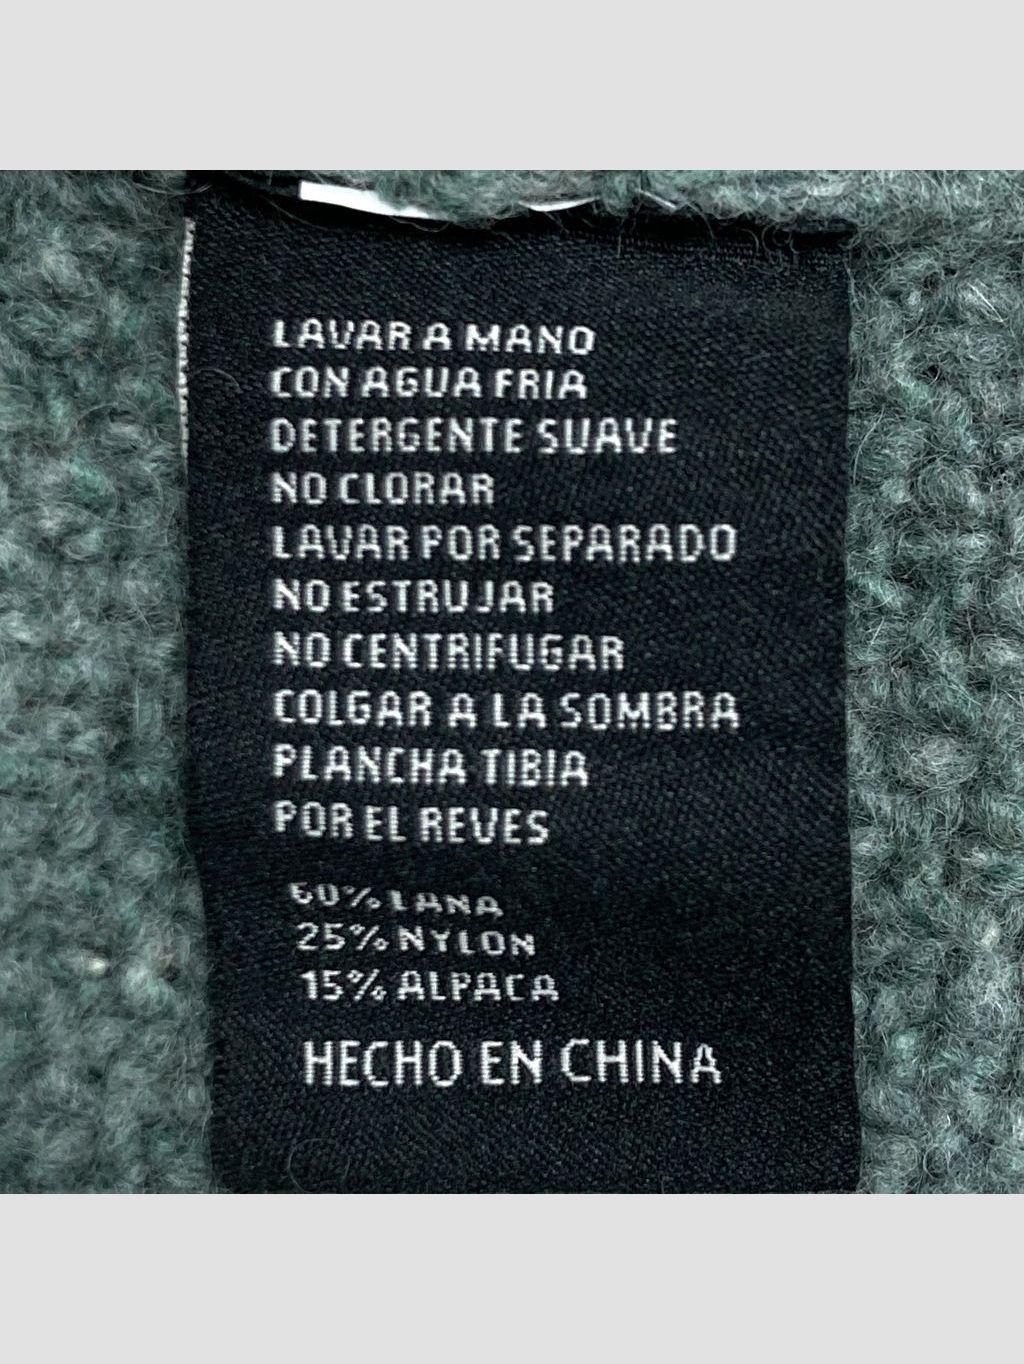 LAVAR A MANO
CON AGUA FRIA
DETERGENTE SUAVE
NO CLORAR
LAVAR POR SEPARADO
NO ESTRUJAR
NO CENTRIFUGAR
COLGAR A LA SOMBRA
PLANCHA TIBIA
POR EL REVES
60% LANA
25% NYLON
15% ALPACA
HECHO EN CHINA